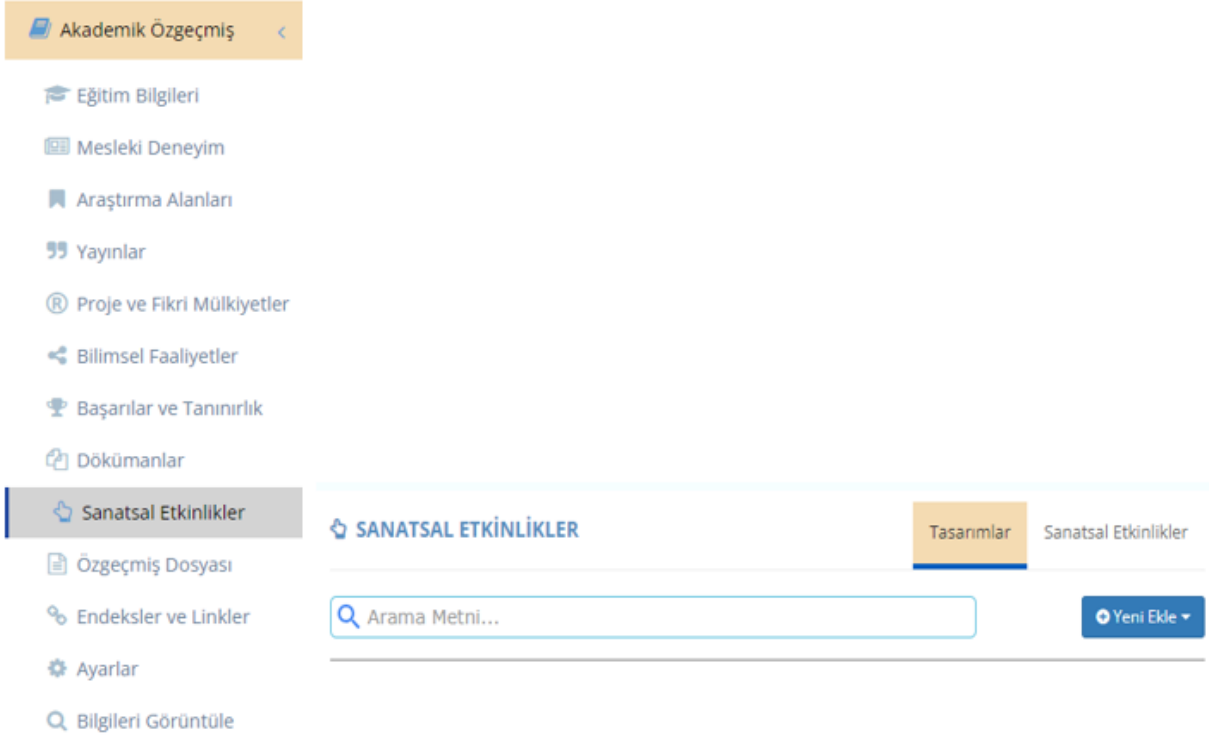 Akademik Özgeçmiş
Eğitim Bilgileri
Mesleki Deneyim
Araştırma Alanları
Yayınlar
Proje ve Fikri Mülkiyetler
Bilimsel Faaliyetler
Başarılar ve Tanınırlık
Dökümanlar
Sanatsal Etkinlikler
Özgeçmiş Dosyası
Endeksler ve Linkler
Ayarlar
Bilgileri Görüntüle
SANATSAL ETKİNLİKLER
Tasarımlar
Sanatsal Etkinlikler
Arama Metni...
Yeni Ekle